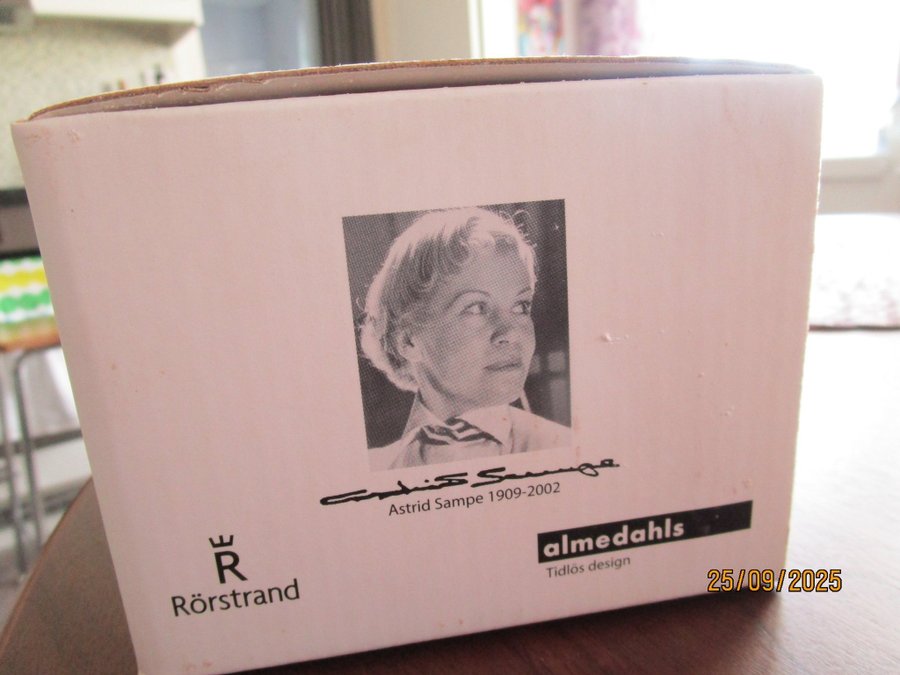 Astrid Sampe
Astrid Sampe 1909-2002
R
Rörstrand
almedahls
Tidlös design
25/09/2025